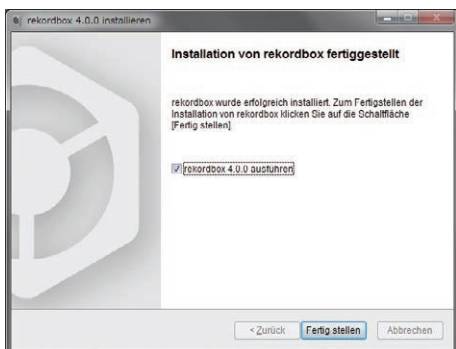 rekordbox 4.0.0 installieren
Installation von rekordbox fertiggestellt
rekordbox wurde erfolgreich installiert. Zum Fertigstellen der
Installation von rekordbox klicken Sie auf die Schaltfläche
[Fertig stellen]
rekordbox 4.0.0 ausführen
< Zurück
Fertig stellen
Abbrechen